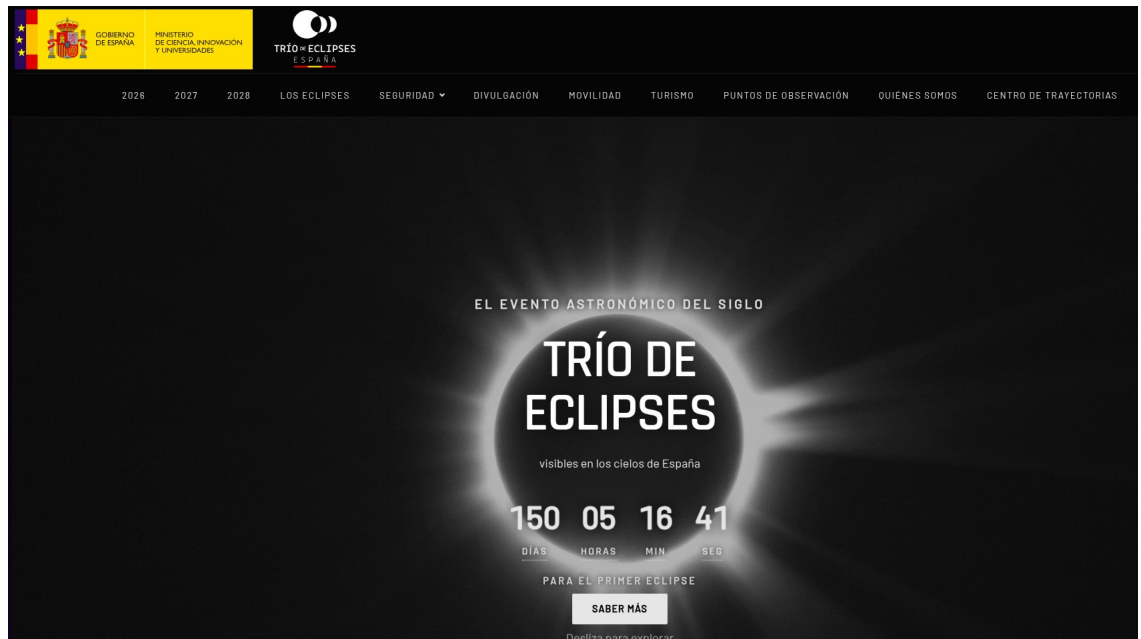 GOBIERNO
DE ESPAÑA
MINISTERIO
DE CIENCIA, INNOVACIÓN
Y UNIVERSIDADES
TRÍO DE ECLIPSES
ESPAÑA
2026 2027 2028 LOS ECLIPSES SEGURIDAD DIVULGACIÓN MOVILIDAD TURISMO PUNTOS DE OBSERVACIÓN QUIÉNES SOMOS CENTRO DE TRAYECTORIAS
EL EVENTO ASTRONÓMICO DEL SIGLO
TRÍO DE
ECLIPSES
visibles en los cielos de España
150 05 16 41
DÍAS HORAS MIN SEG
PARA EL PRIMER ECLIPSE
SABER MÁS
Desliza para explorar